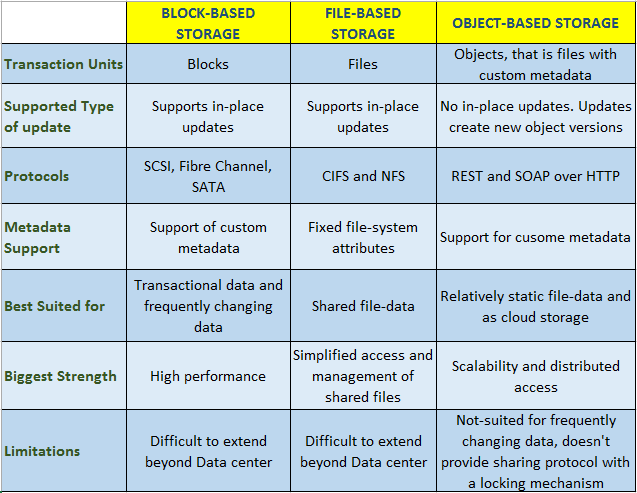 BLOCK-BASED
STORAGE
FILE-BASED
STORAGE
OBJECT-BASED STORAGE
Transaction Units
Blocks
Files
Objects, that is files with
custom metadata
Supported Type
of update
Supports in-place
updates
Supports in-place
updates
No in-place updates. Updates
create new object versions
Protocols
SCSI, Fibre Channel,
SATA
CIFS and NFS
REST and SOAP over HTTP
Metadata
Support
Support of custom
metadata
Fixed file-system
attributes
Support for cusome metadata
Best Suited for
Transactional data and
frequently changing
data
Shared file-data
Relatively static file-data and
as cloud storage
Biggest Strength
High performance
Simplified access and
management of
shared files
Scalability and distributed
access
Limitations
Difficult to extend
beyond Data center
Difficult to extend
beyond Data center
Not-suited for frequently
changing data, doesn't
provide sharing protocol with
a locking mechanism